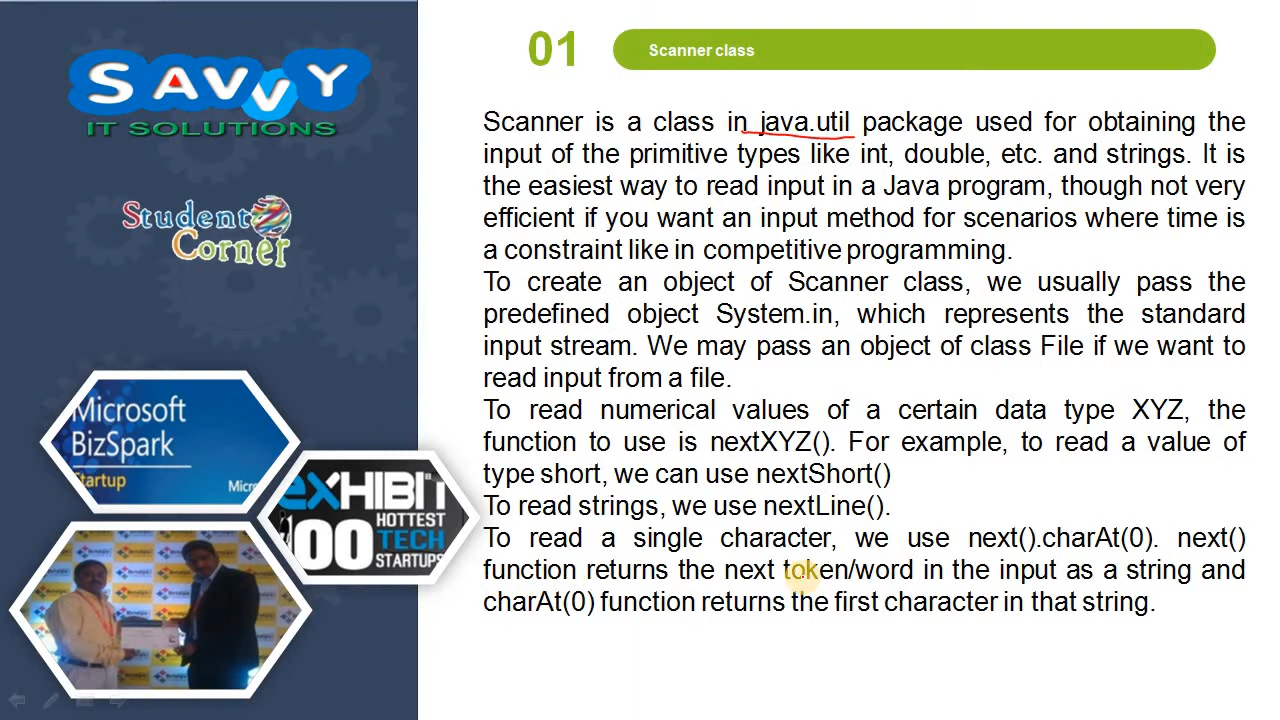 SAVVY
IT SOLUTIONS
Student
Corner
Microsoft
BizSpark
Startup
Micros
eXHIBIT
100
HOTTEST
TECH
STARTUPS
01
Scanner class
Scanner is a class in java.util package used for obtaining the
input of the primitive types like int, double, etc. and strings. It is
the easiest way to read input in a Java program, though not very
efficient if you want an input method for scenarios where time is
a constraint like in competitive programming.
To create an object of Scanner class, we usually pass the
predefined object System.in, which represents the standard
input stream. We may pass an object of class File if we want to
read input from a file.
To read numerical values of a certain data type XYZ, the
function to use is nextXYZ(). For example, to read a value of
type short, we can use nextShort()
To read strings, we use nextLine().
To read a single character, we use next().charAt(0). next()
function returns the next token/word in the input as a string and
charAt(0) function returns the first character in that string.